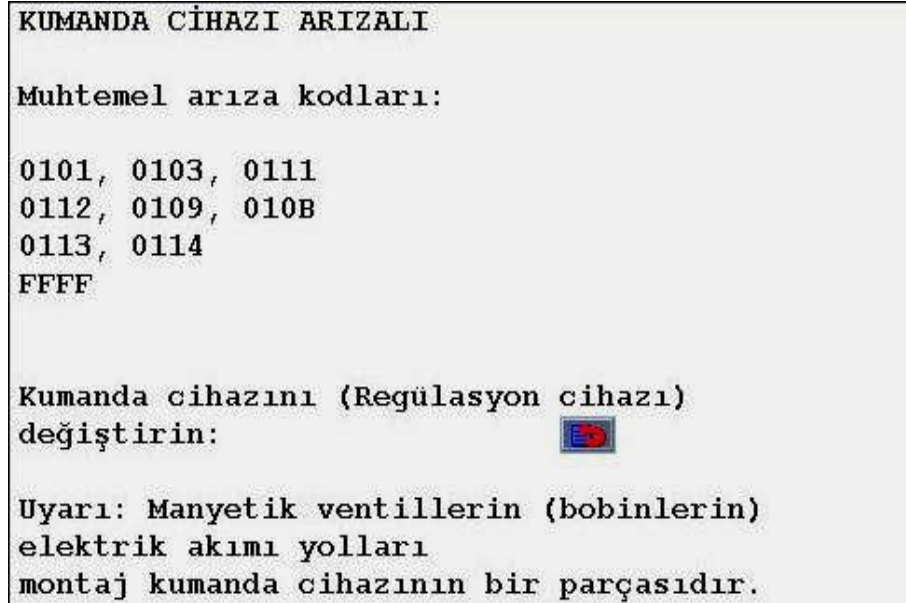 KUMANDA CİHAZI ARIZALI
Muhtemel arıza kodları:
0101, 0103, 0111
0112, 0109, 010B
0113, 0114
FFFF
Kumanda cihazını (Regülasyon cihazı)
değiştirin:
Uyarı: Manyetik ventillerin (bobinlerin)
elektrik akımı yolları
montaj kumanda cihazının bir parçasıdır.